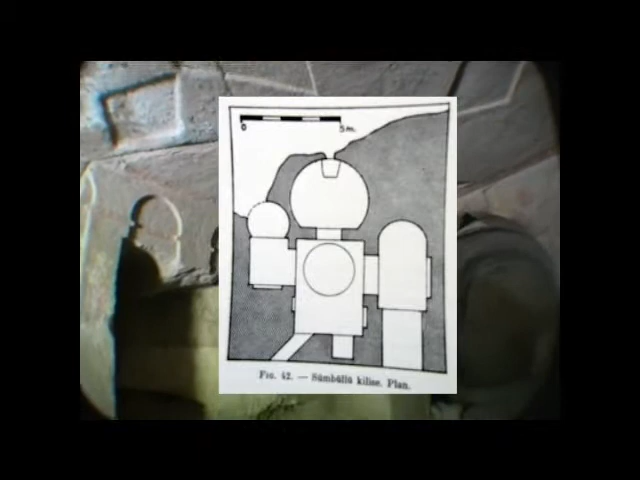 0 5 m.
Fig. 42. — Sümbüllü kilise. Plan.